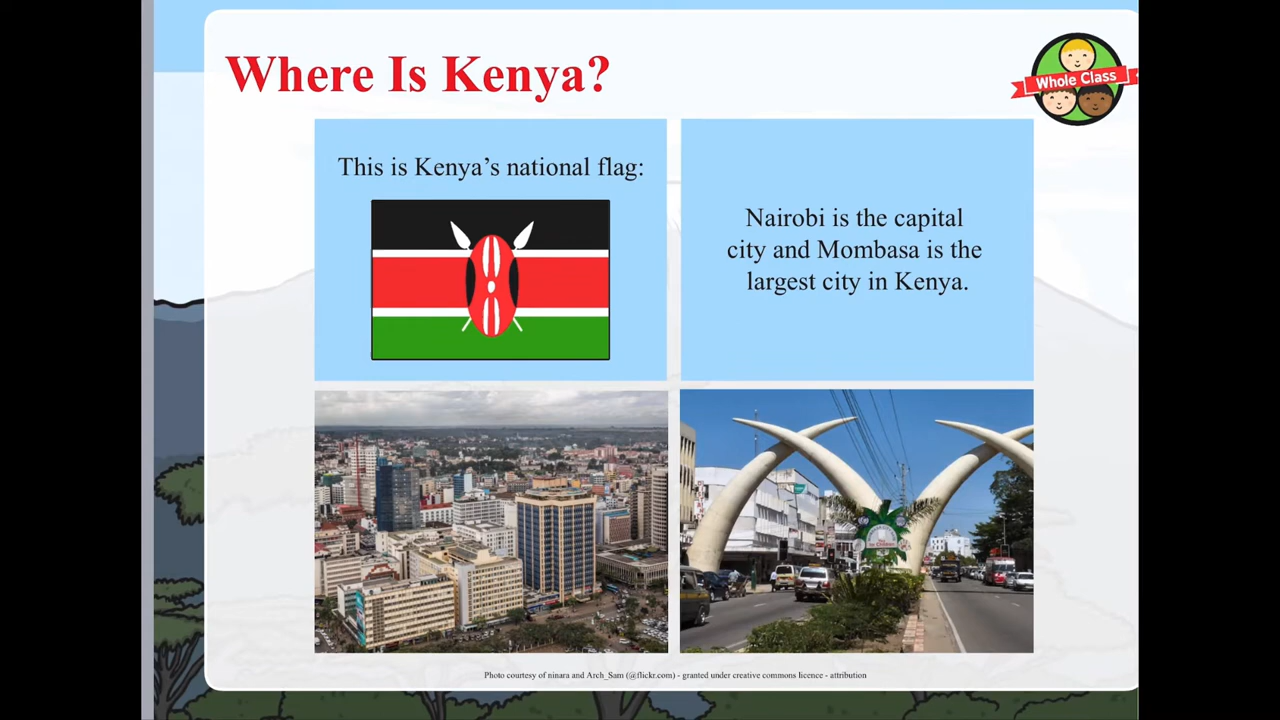 Where Is Kenya?
Whole Class
This is Kenya's national flag:
Nairobi is the capital
city and Mombasa is the
largest city in Kenya.
Photo courtesy of ninara and Arch_Sam (@flickr.com) - granted under creative commons licence - attribution